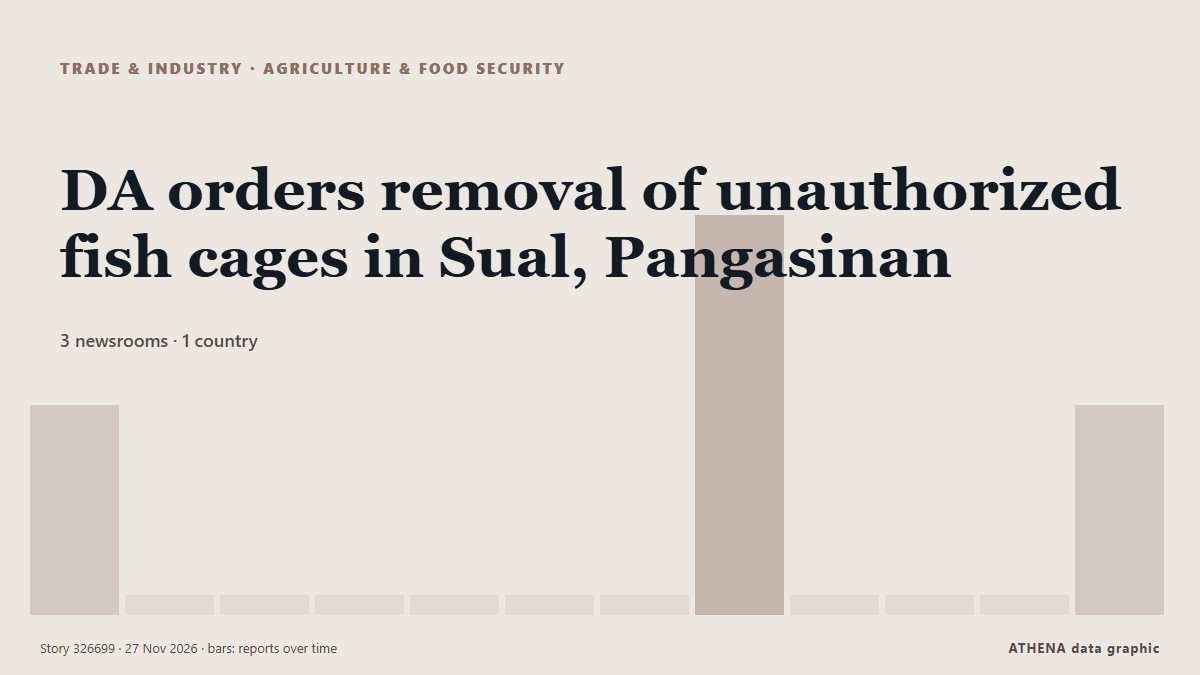 TRADE & INDUSTRY · AGRICULTURE & FOOD SECURITY
DA orders removal of unauthorized
fish cages in Sual, Pangasinan
3 newsrooms · 1 country
Story 326699 · 27 Nov 2026 · bars: reports over time
ATHENA data graphic